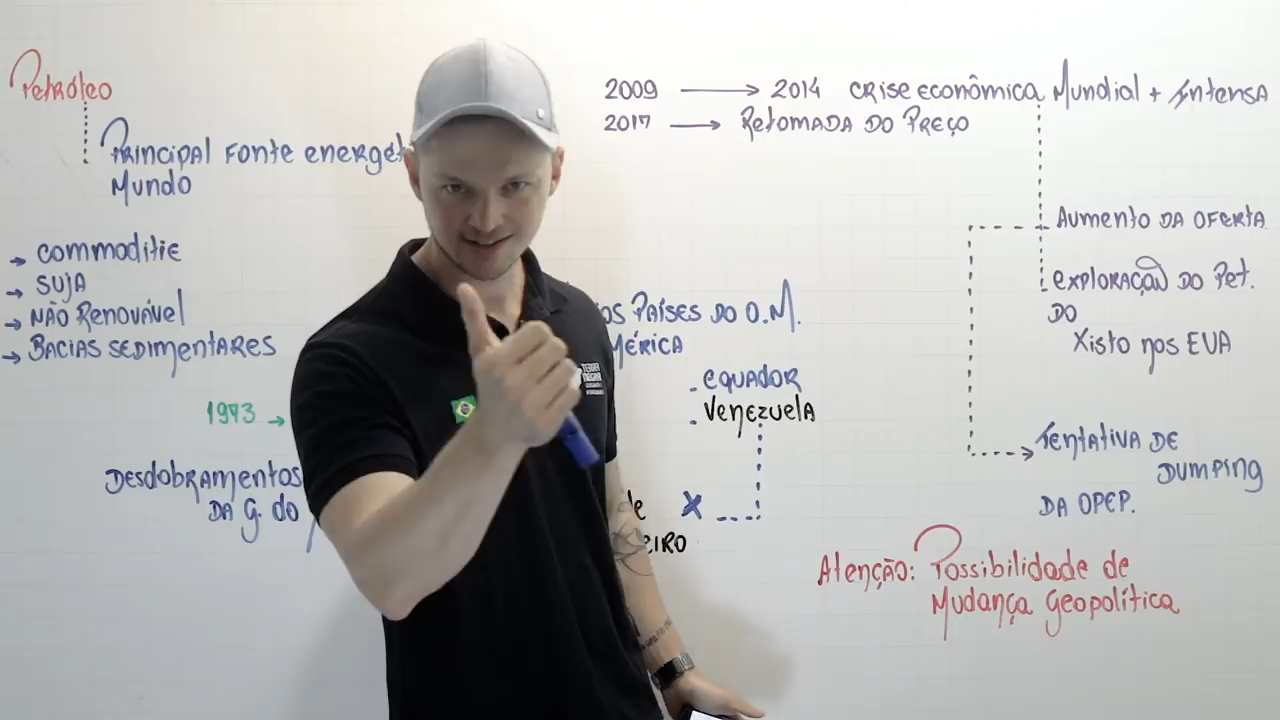 Petróleo
Principal fonte energét
Mundo
→ commoditie
→ suja
→ Não Renovável
→ Bacias sedimentares
1973 →
Desdobramentos
da G. do
os Países do O.M.
mérica
. equador
. Venezuela
de X
eiro
2009 → 2014 crise econômica Mundial + Intensa
2017 → Retomada do Preço
Aumento da oferta
exploração do Pet.
do
Xisto nos EUA
Tentativa de
Dumping
da OPEP.
Atenção: Possibilidade de
Mudança Geopolítica
TERRA